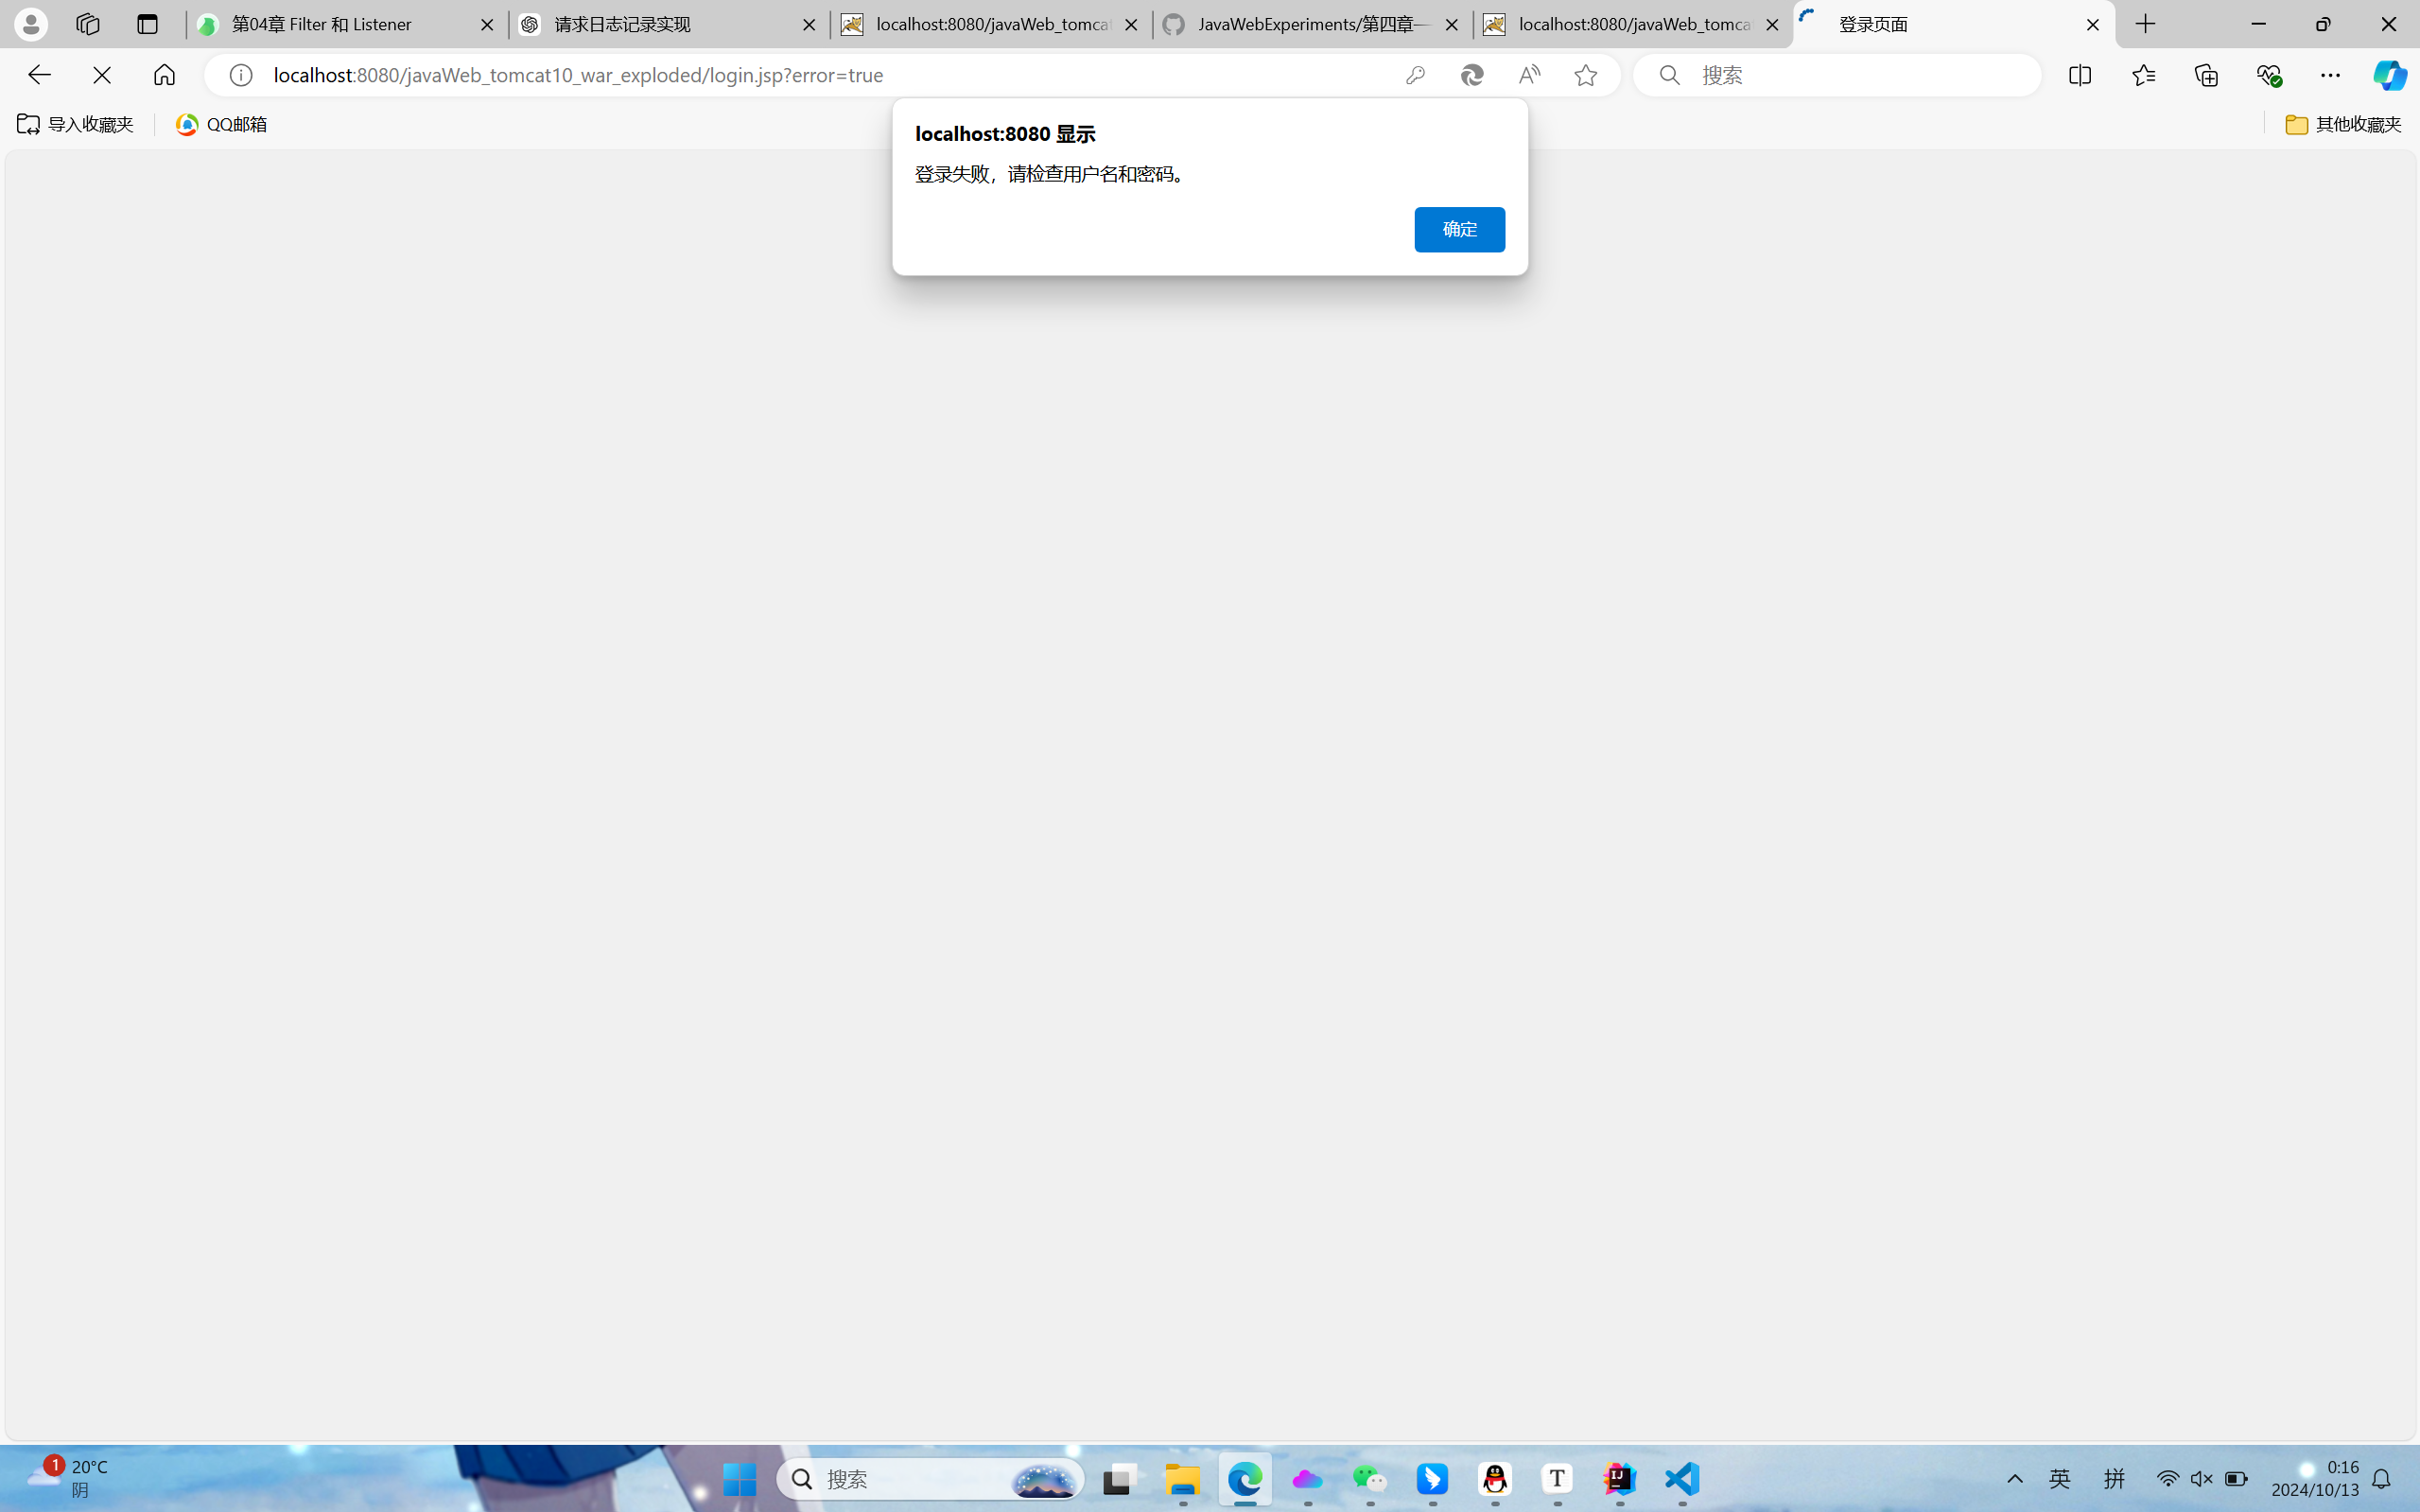 第04章 Filter 和 Listener
请求日志记录实现
localhost:8080/javaWeb_tomcat
JavaWebExperiments/第四章—
localhost:8080/javaWeb_tomcat
登录页面
localhost:8080/javaWeb_tomcat10_war_exploded/login.jsp?error=true
搜索
导入收藏夹
QQ邮箱
其他收藏夹
localhost:8080 显示
登录失败，请检查用户名和密码。
确定
1
20°C
阴
搜索
英
拼
0:16
2024/10/13